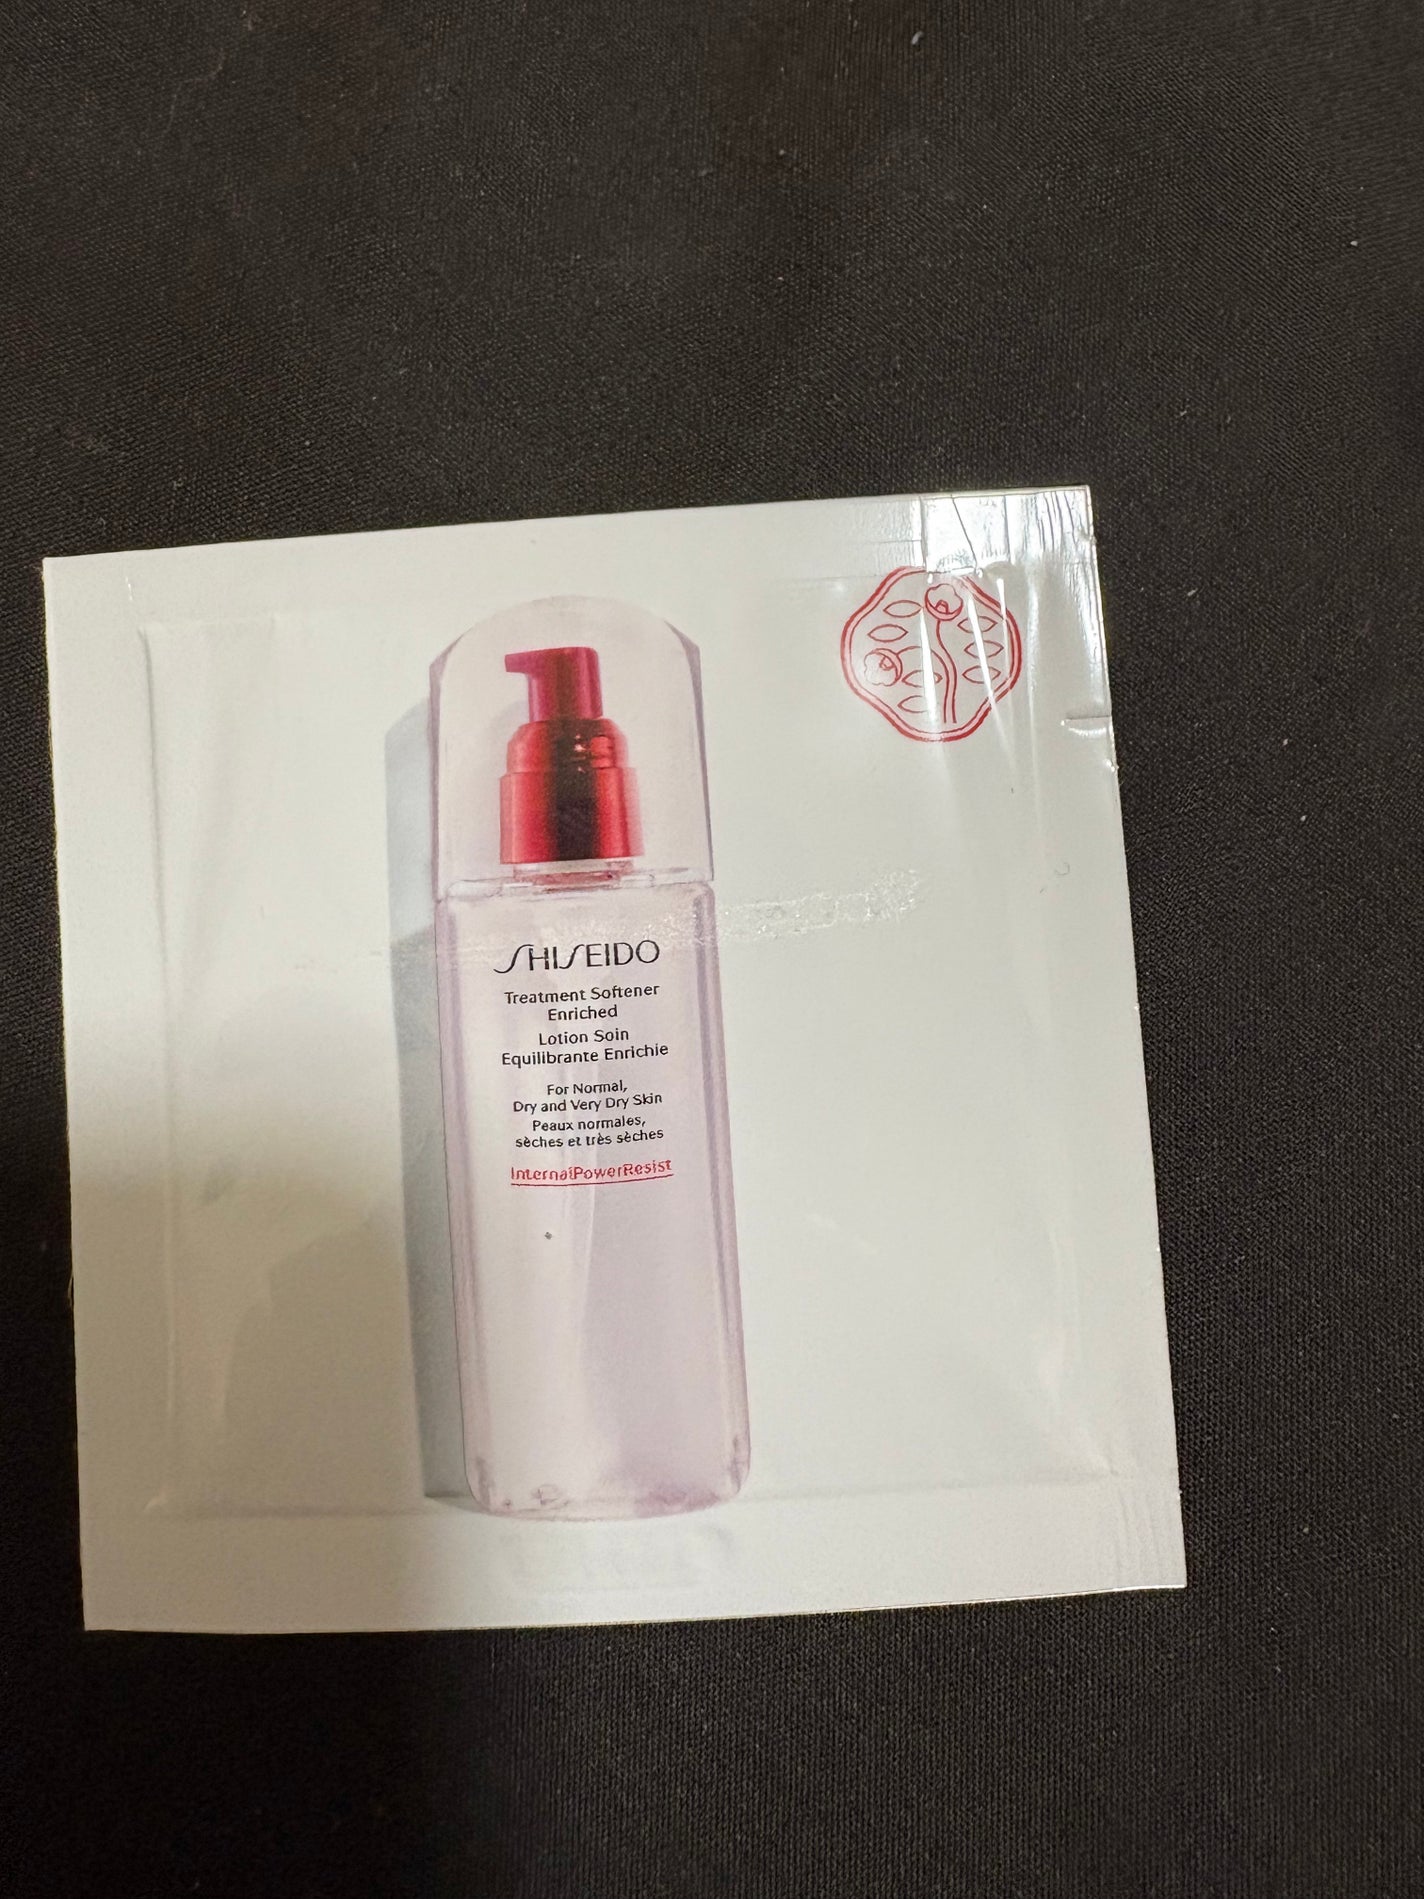 SHISEIDO
Treatment Softener
Enriched
Lotion Soin
Equilibrante Enrichie
For Normal,
Dry and Very Dry Skin
Peaux normales,
sèches et très sèches
InternalPowerResist